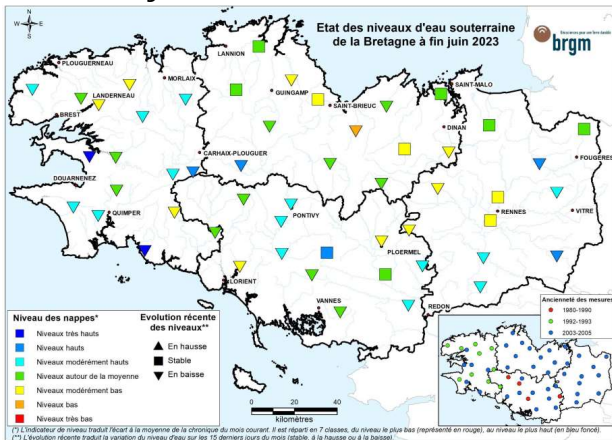 Etat des niveaux d'eau souterraine
de la Bretagne à fin juin 2023
Géosciences pour une Terre durable
brgm
N
W
E
S
PLOUGUERNEAU
LANNION
MORLAIX
SAINT-MALO
GUINGAMP
LANDERNEAU
SAINT-BRIEUC
BREST
DINAN
CARHAIX-PLOUGUER
FOUGERES
DOUARNENEZ
PONTIVY
QUIMPER
RENNES
VITRE
PLOERMEL
LORIENT
REDON
VANNES
Niveau des nappes*
Niveaux très hauts
Niveaux hauts
Niveaux modérément hauts
Niveaux autour de la moyenne
Niveaux modérément bas
Niveaux bas
Niveaux très bas
Evolution récente
des niveaux**
En hausse
Stable
En baisse
0 20 40
kilomètres
Ancienneté des mesures
1980-1990
1992-1993
2003-2005
(*) L'indicateur de niveau traduit l'écart à la moyenne de la chronique du mois courant. Il est réparti en 7 classes, du niveau le plus bas (représenté en rouge), au niveau le plus haut (en bleu foncé).
(**) L'évolution récente traduit la variation du niveau d'eau sur les 15 derniers jours du mois (stable, à la hausse ou à la baisse).